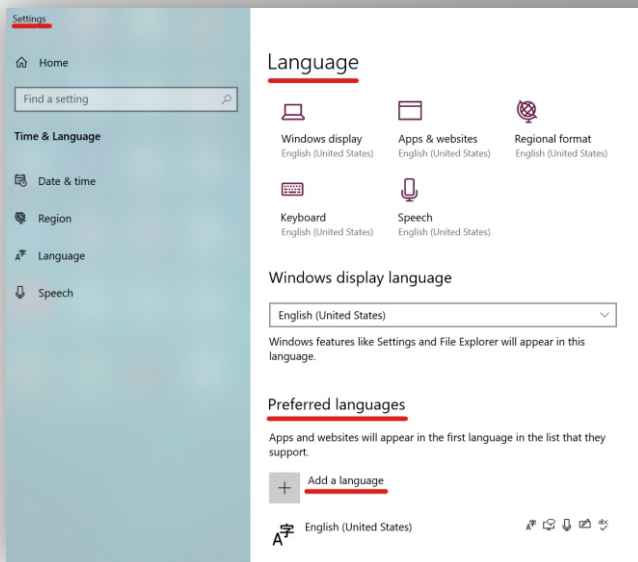 Settings
Home
Find a setting
Time & Language
Date & time
Region
Language
Speech
Language
Windows display
English (United States)
Apps & websites
English (United States)
Regional format
English (United States)
Keyboard
English (United States)
Speech
English (United States)
Windows display language
English (United States)
Windows features like Settings and File Explorer will appear in this
language.
Preferred languages
Apps and websites will appear in the first language in the list that they
support.
Add a language
English (United States)